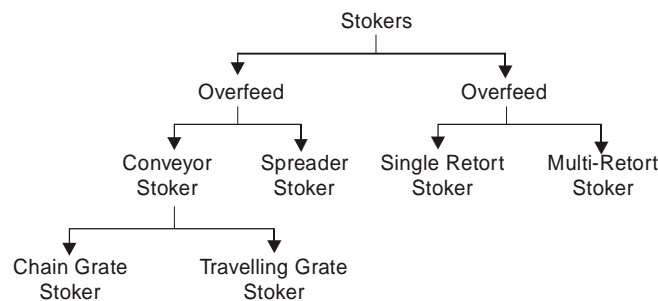 Stokers
Overfeed
Overfeed
Conveyor
Stoker
Spreader
Stoker
Single Retort
Stoker
Multi-Retort
Stoker
Chain Grate
Stoker
Travelling Grate
Stoker